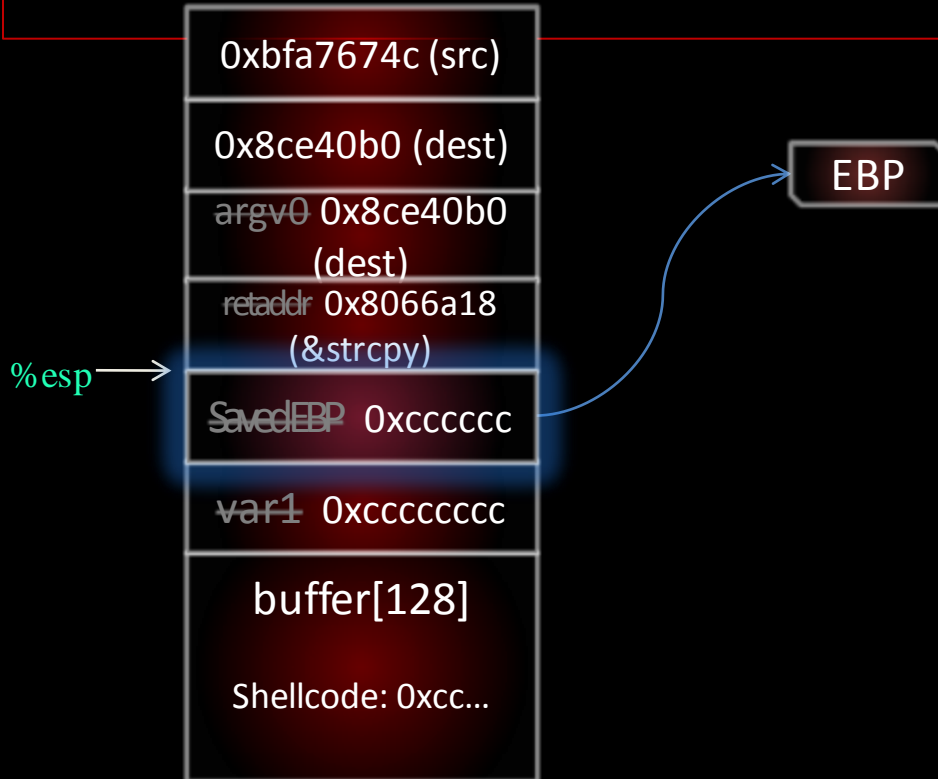 0xbfa7674c (src)
0x8ce40b0 (dest)
EBP
argv0 0x8ce40b0
(dest)
retaddr 0x8066a18
(&strcpy)
%esp
SavedEBP 0xcccccc
var1 0xcccccccc
buffer[128]
Shellcode: 0xcc...